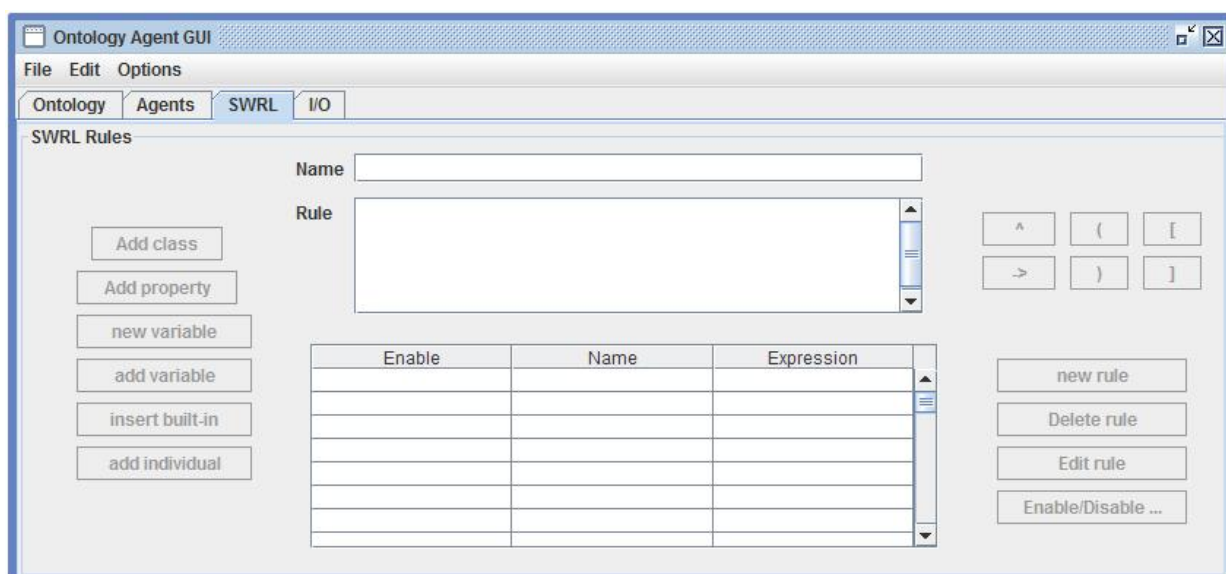 Ontology Agent GUI
File Edit Options
Ontology Agents SWRL I/O
SWRL Rules
Name
Rule
Add class
Add property
new variable
add variable
insert built-in
add individual
^ ( [
-> ) ]
Enable Name Expression
new rule
Delete rule
Edit rule
Enable/Disable ...